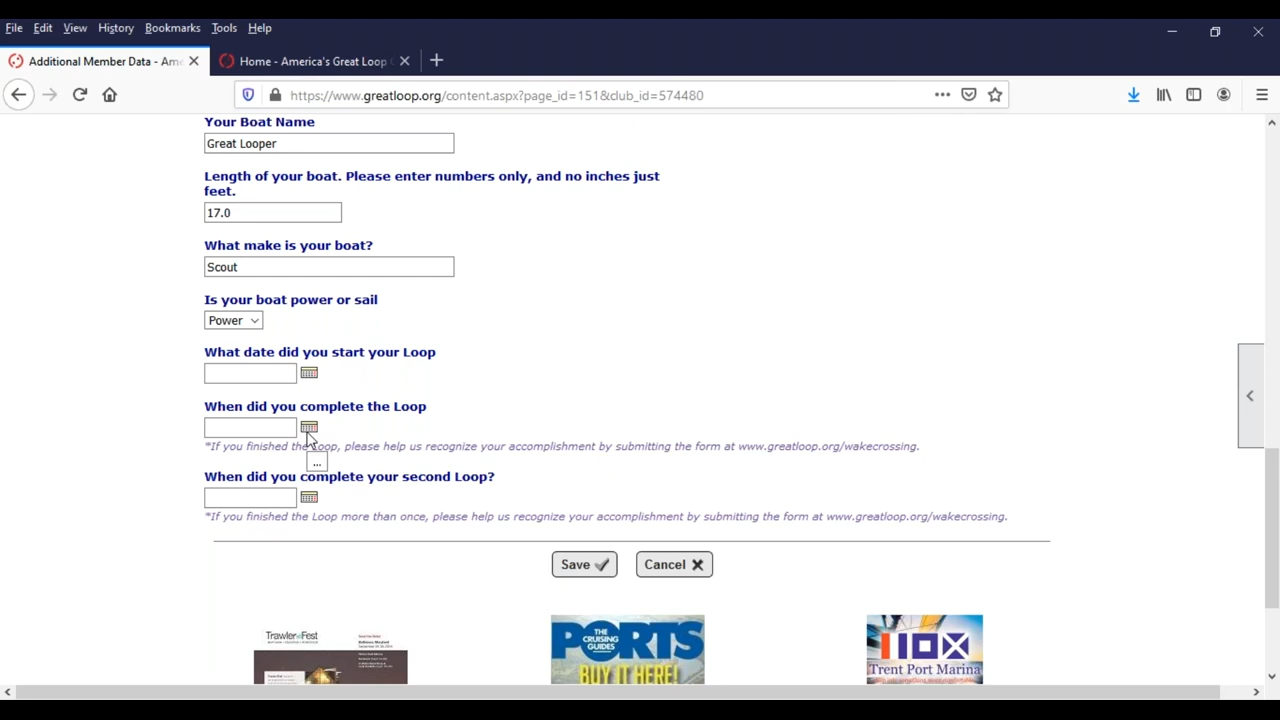 File Edit View History Bookmarks Tools Help
Additional Member Data - Ame
Home - America's Great Loop
https://www.greatloop.org/content.aspx?page_id=151&club_id=574480
Your Boat Name
Great Looper
Length of your boat. Please enter numbers only, and no inches just
feet.
17.0
What make is your boat?
Scout
Is your boat power or sail
Power
What date did you start your Loop
When did you complete the Loop
*If you finished the Loop, please help us recognize your accomplishment by submitting the form at www.greatloop.org/wakecrossing.
...
When did you complete your second Loop?
*If you finished the Loop more than once, please help us recognize your accomplishment by submitting the form at www.greatloop.org/wakecrossing.
Save Cancel
TrawlerFest
THE
CRUISING
GUIDES
PORTS
BUY IT HERE!
Trent Port Marina